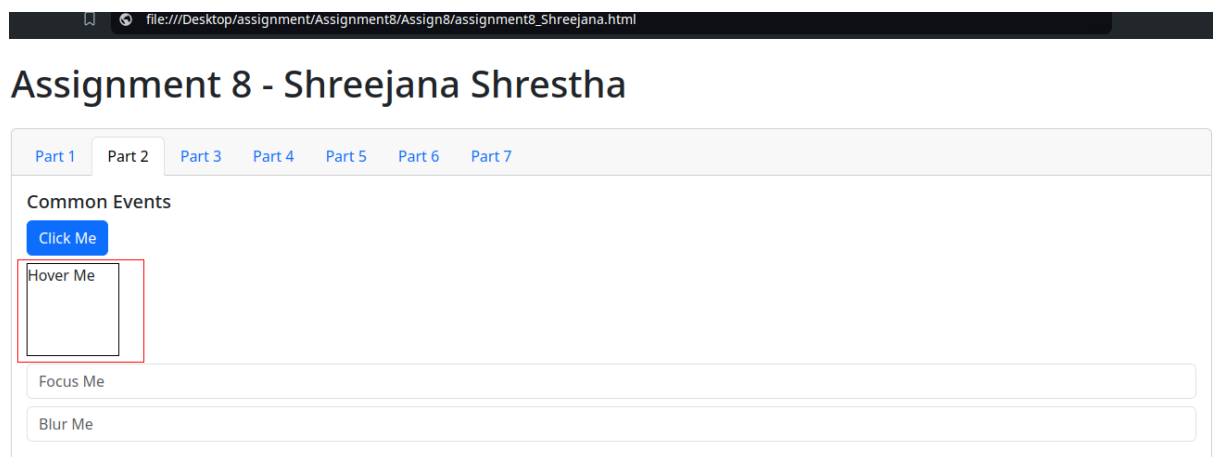 file:///Desktop/assignment/Assignment8/Assign8/assignment8_Shreejana.html
Assignment 8 - Shreejana Shrestha
Part 1 Part 2 Part 3 Part 4 Part 5 Part 6 Part 7
Common Events
Click Me
Hover Me
Focus Me
Blur Me